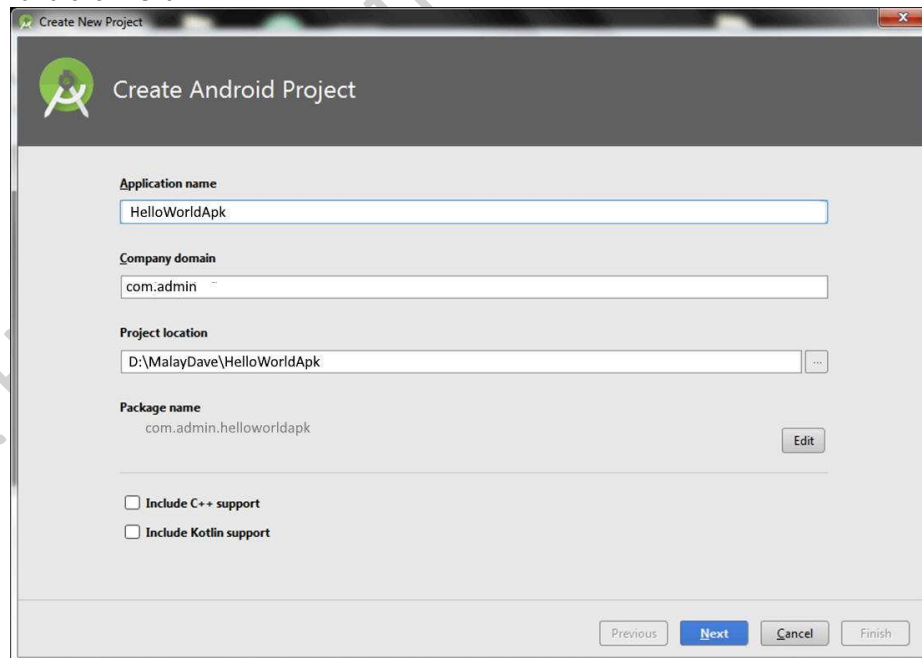 Create New Project
Create Android Project
Application name
HelloWorldApk
Company domain
com.admin
Project location
D:\MalayDave\HelloWorldApk
...
Package name
com.admin.helloworldapk
Edit
Include C++ support
Include Kotlin support
Previous
Next
Cancel
Finish